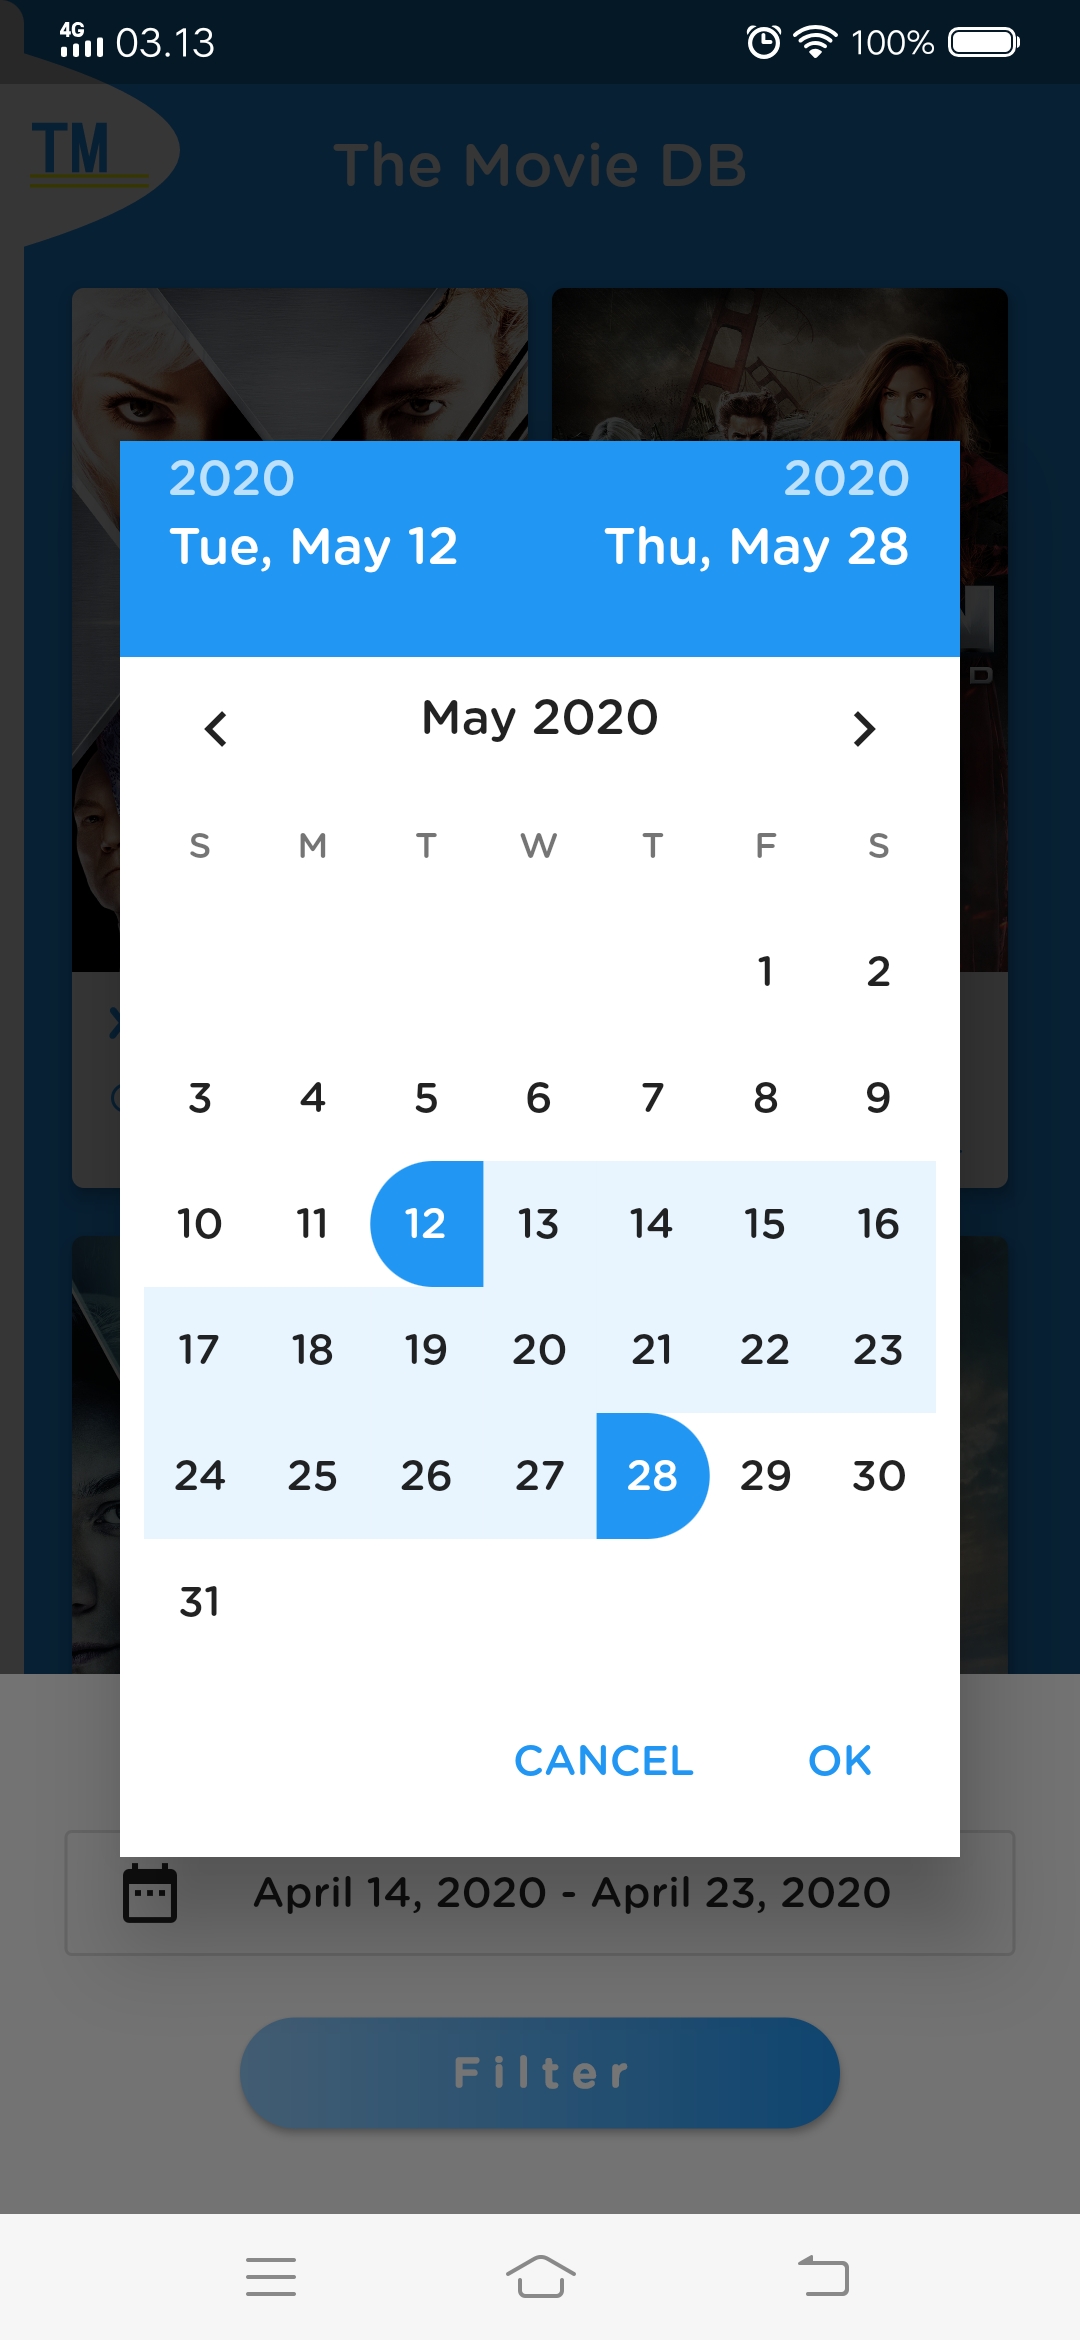 4G 03.13 100%
TM The Movie DB
2020 2020
Tue, May 12 Thu, May 28
May 2020
S M T W T F S
1 2
3 4 5 6 7 8 9
10 11 12 13 14 15 16
17 18 19 20 21 22 23
24 25 26 27 28 29 30
31
CANCEL OK
April 14, 2020 - April 23, 2020
Filter